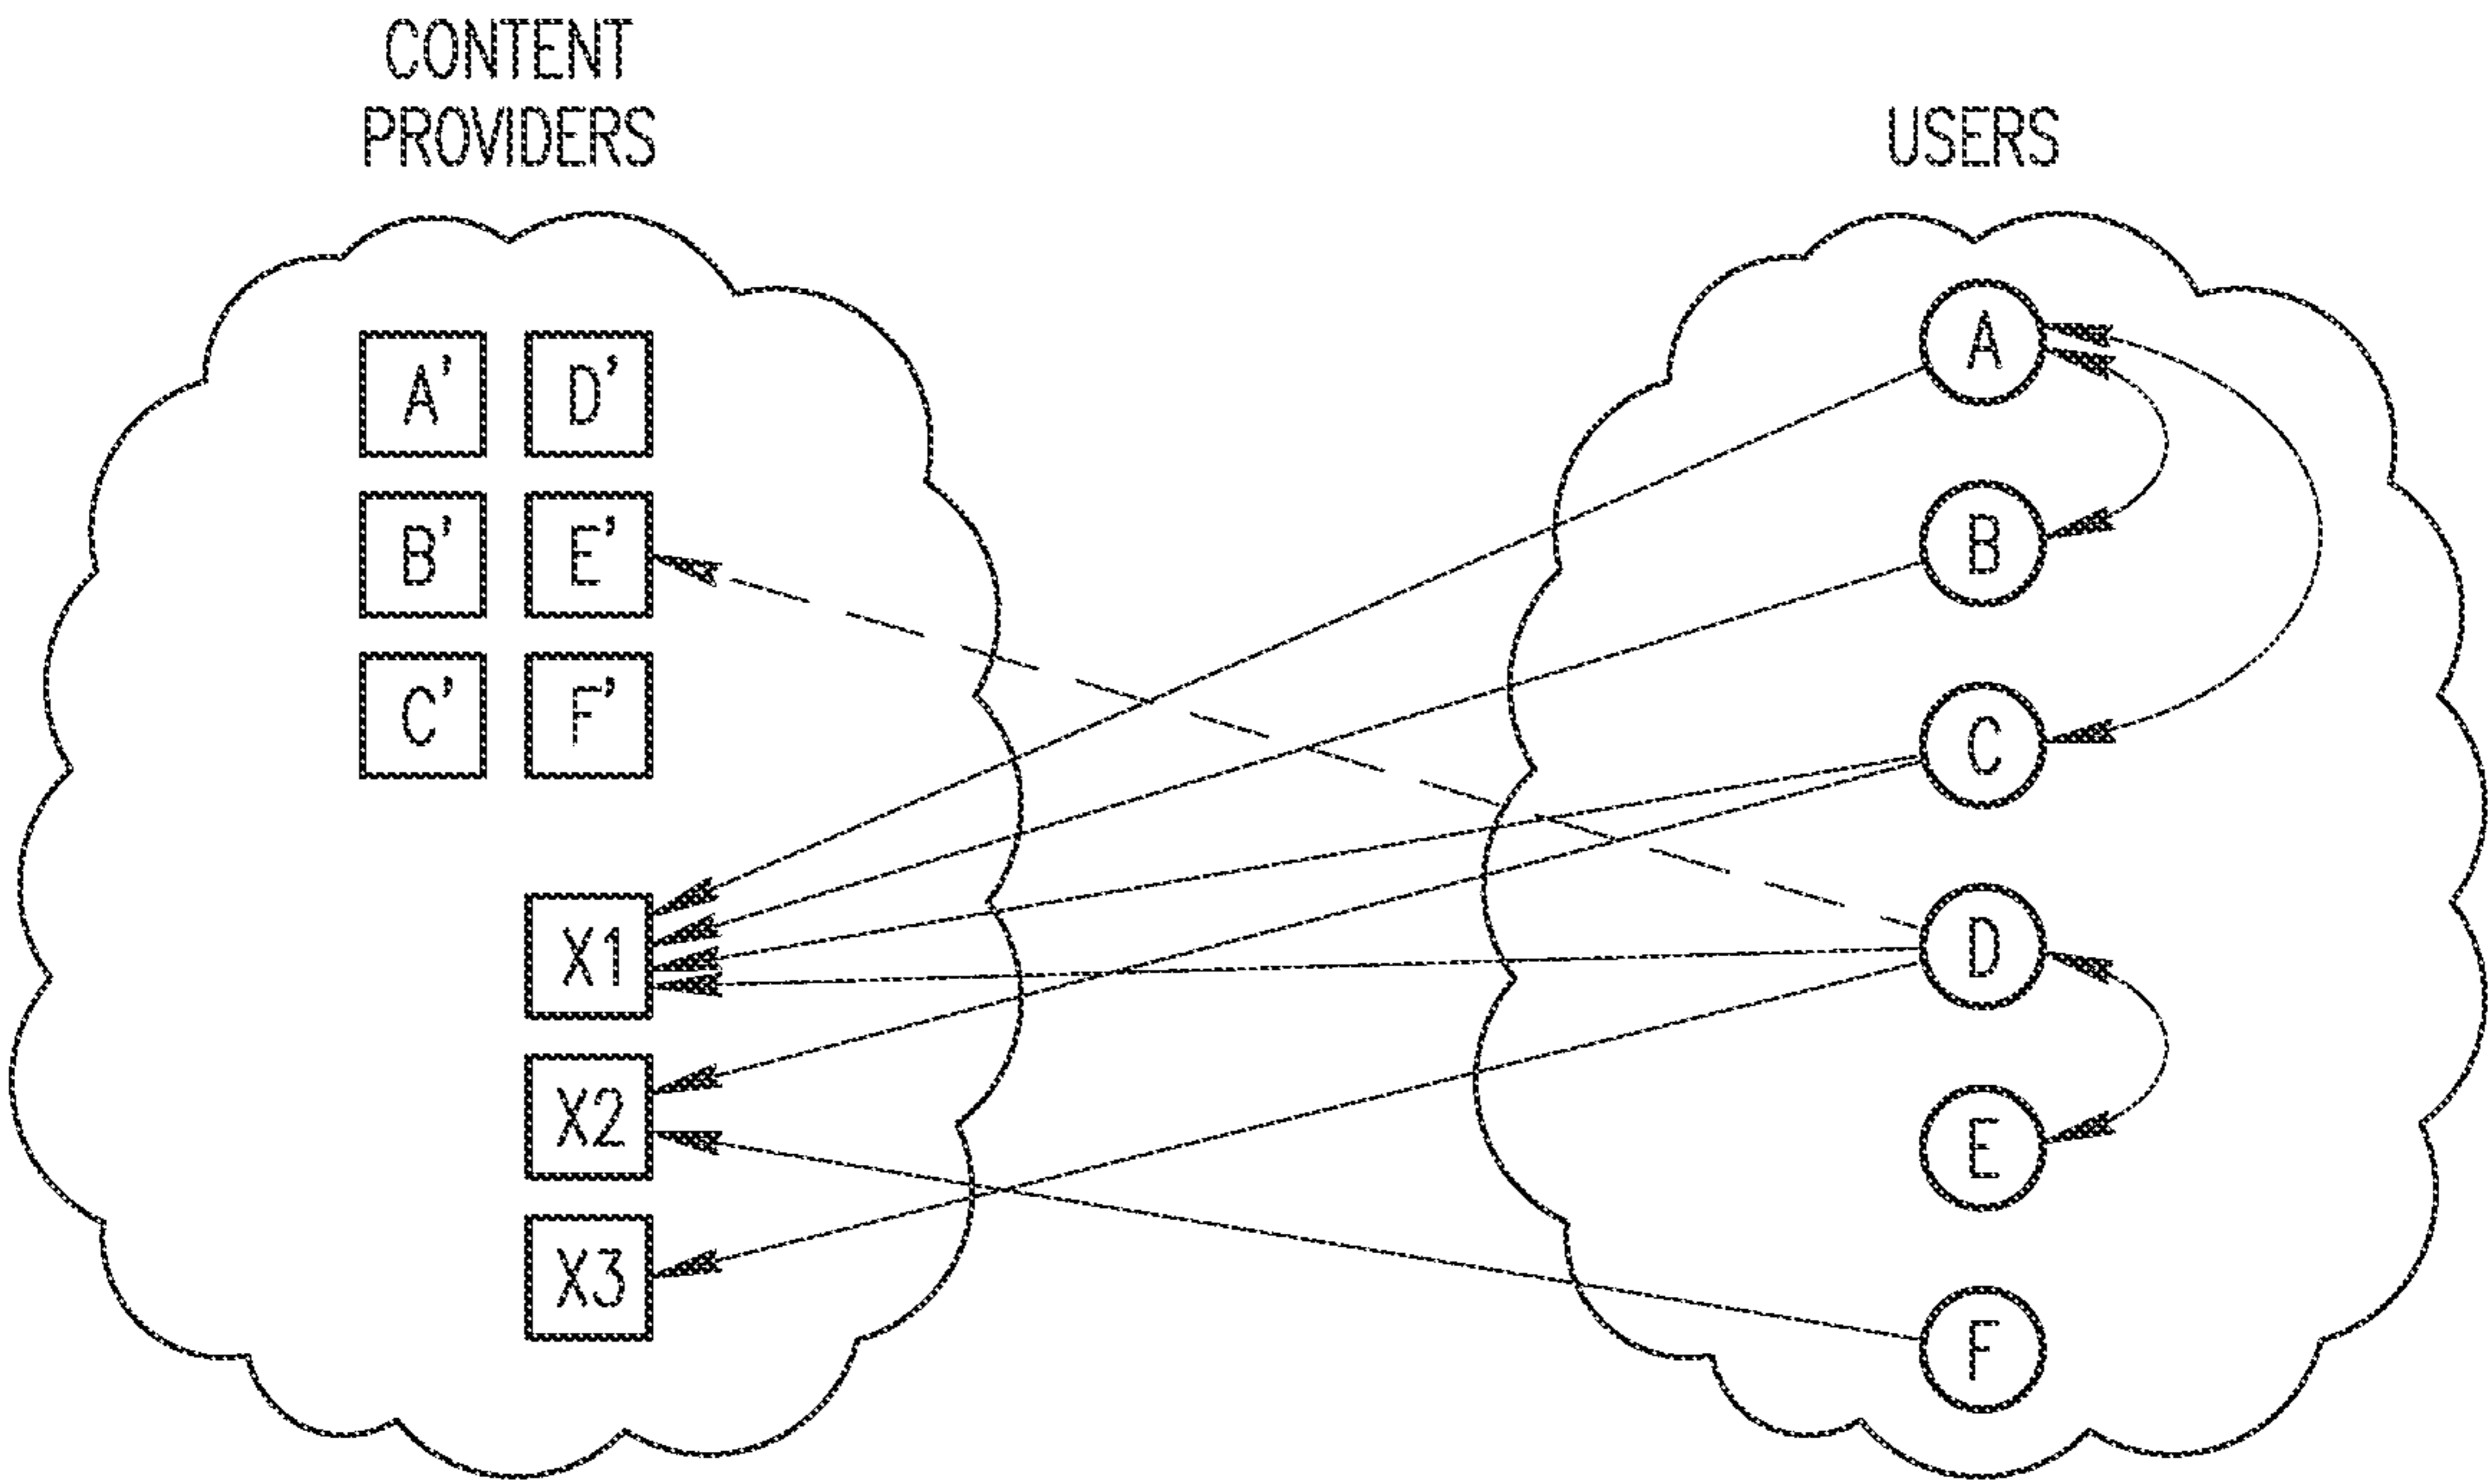 CONTENT
PROVIDERS
USERS
A' D'
B' E'
C' F'
X1
X2
X3
A
B
C
D
E
F